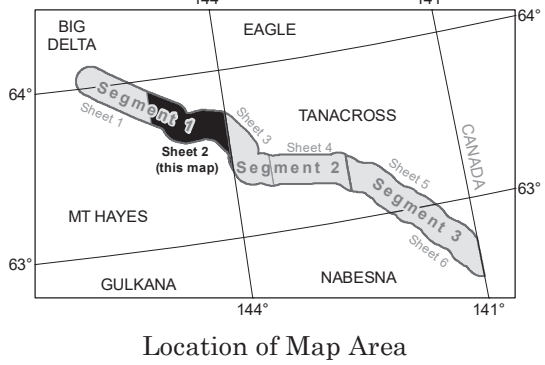 144°
141°
64°
BIG
DELTA
EAGLE
64°
Segment 1
Sheet 1
Sheet 2
(this map)
Sheet 3
TANACROSS
Sheet 4
Segment 2
CANADA
Sheet 5
63°
Segment 3
MT HAYES
Sheet 6
63°
GULKANA
NABESNA
144°
141°
Location of Map Area